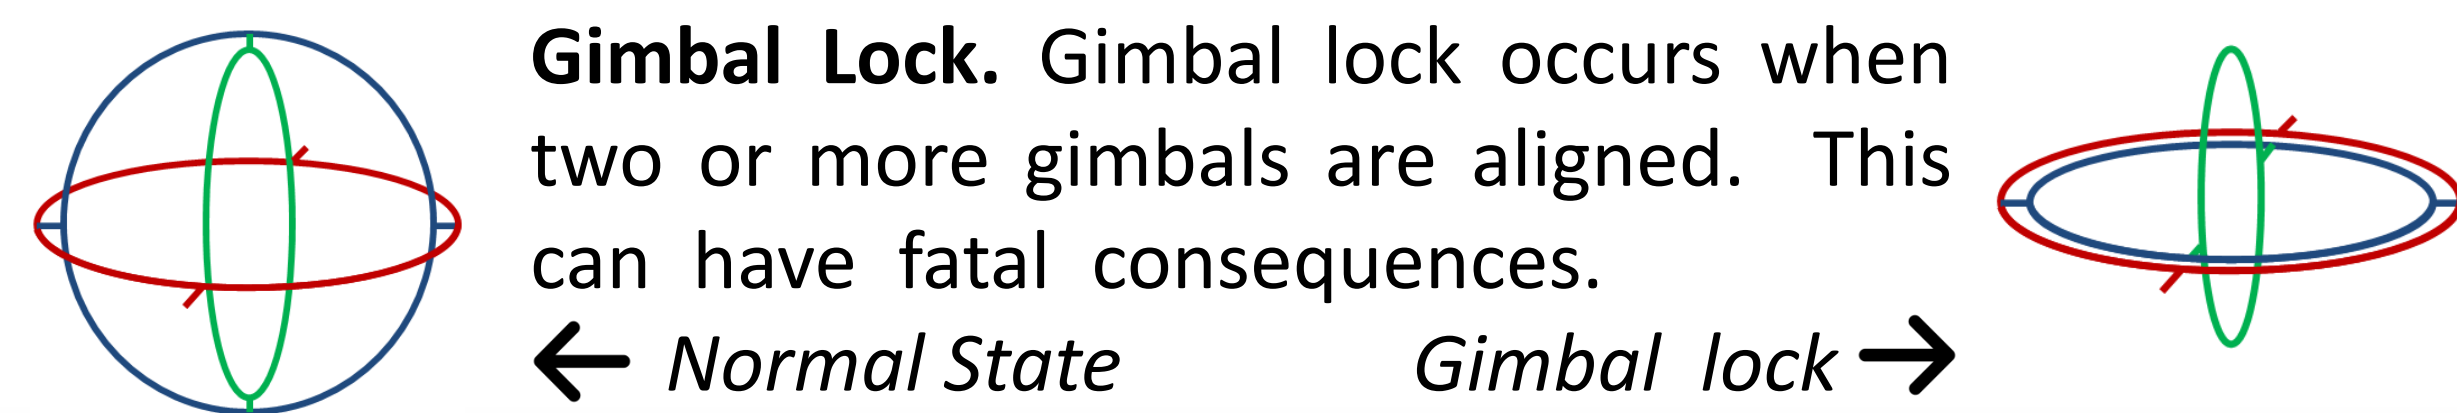 Gimbal Lock. Gimbal lock occurs when
two or more gimbals are aligned. This
can have fatal consequences.
← Normal State Gimbal lock →